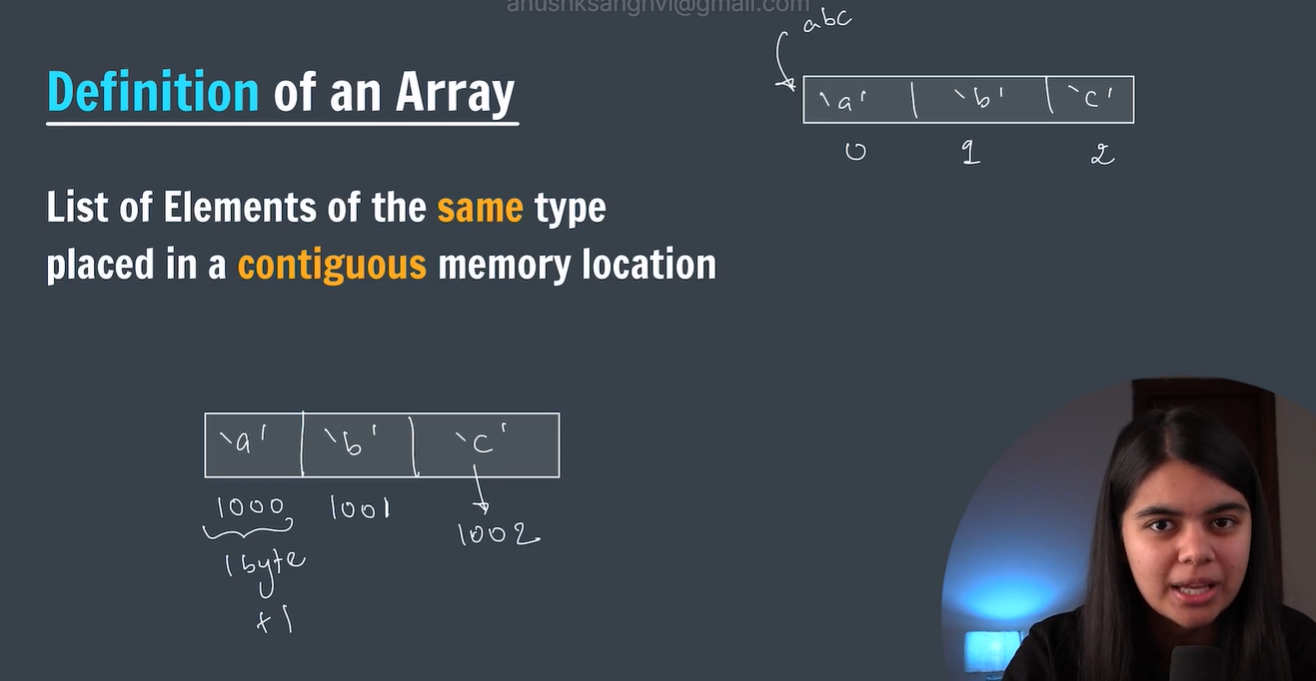 anushksanghvi@gmail.com
abc
Definition of an Array
'a' 'b' 'c'
0 1 2
List of Elements of the same type
placed in a contiguous memory location
'a' 'b' 'c'
1000 1001 1002
1 byte
+1